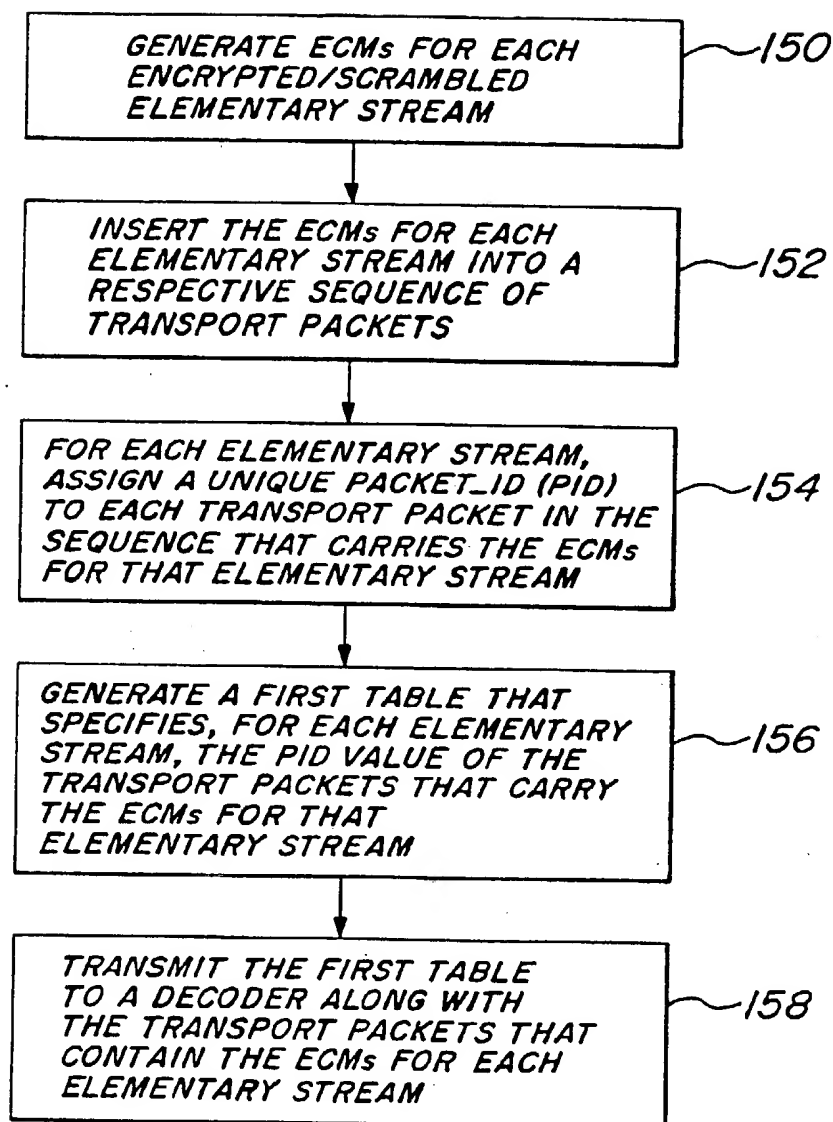 GENERATE ECMs FOR EACH
ENCRYPTED/SCRAMBLED
ELEMENTARY STREAM
150
INSERT THE ECMs FOR EACH
ELEMENTARY STREAM INTO A
RESPECTIVE SEQUENCE OF
TRANSPORT PACKETS
152
FOR EACH ELEMENTARY STREAM,
ASSIGN A UNIQUE PACKET_ID (PID)
TO EACH TRANSPORT PACKET IN THE
SEQUENCE THAT CARRIES THE ECMs
FOR THAT ELEMENTARY STREAM
154
GENERATE A FIRST TABLE THAT
SPECIFIES, FOR EACH ELEMENTARY
STREAM, THE PID VALUE OF THE
TRANSPORT PACKETS THAT CARRY
THE ECMs FOR THAT
ELEMENTARY STREAM
156
TRANSMIT THE FIRST TABLE
TO A DECODER ALONG WITH
THE TRANSPORT PACKETS THAT
CONTAIN THE ECMs FOR EACH
ELEMENTARY STREAM
158